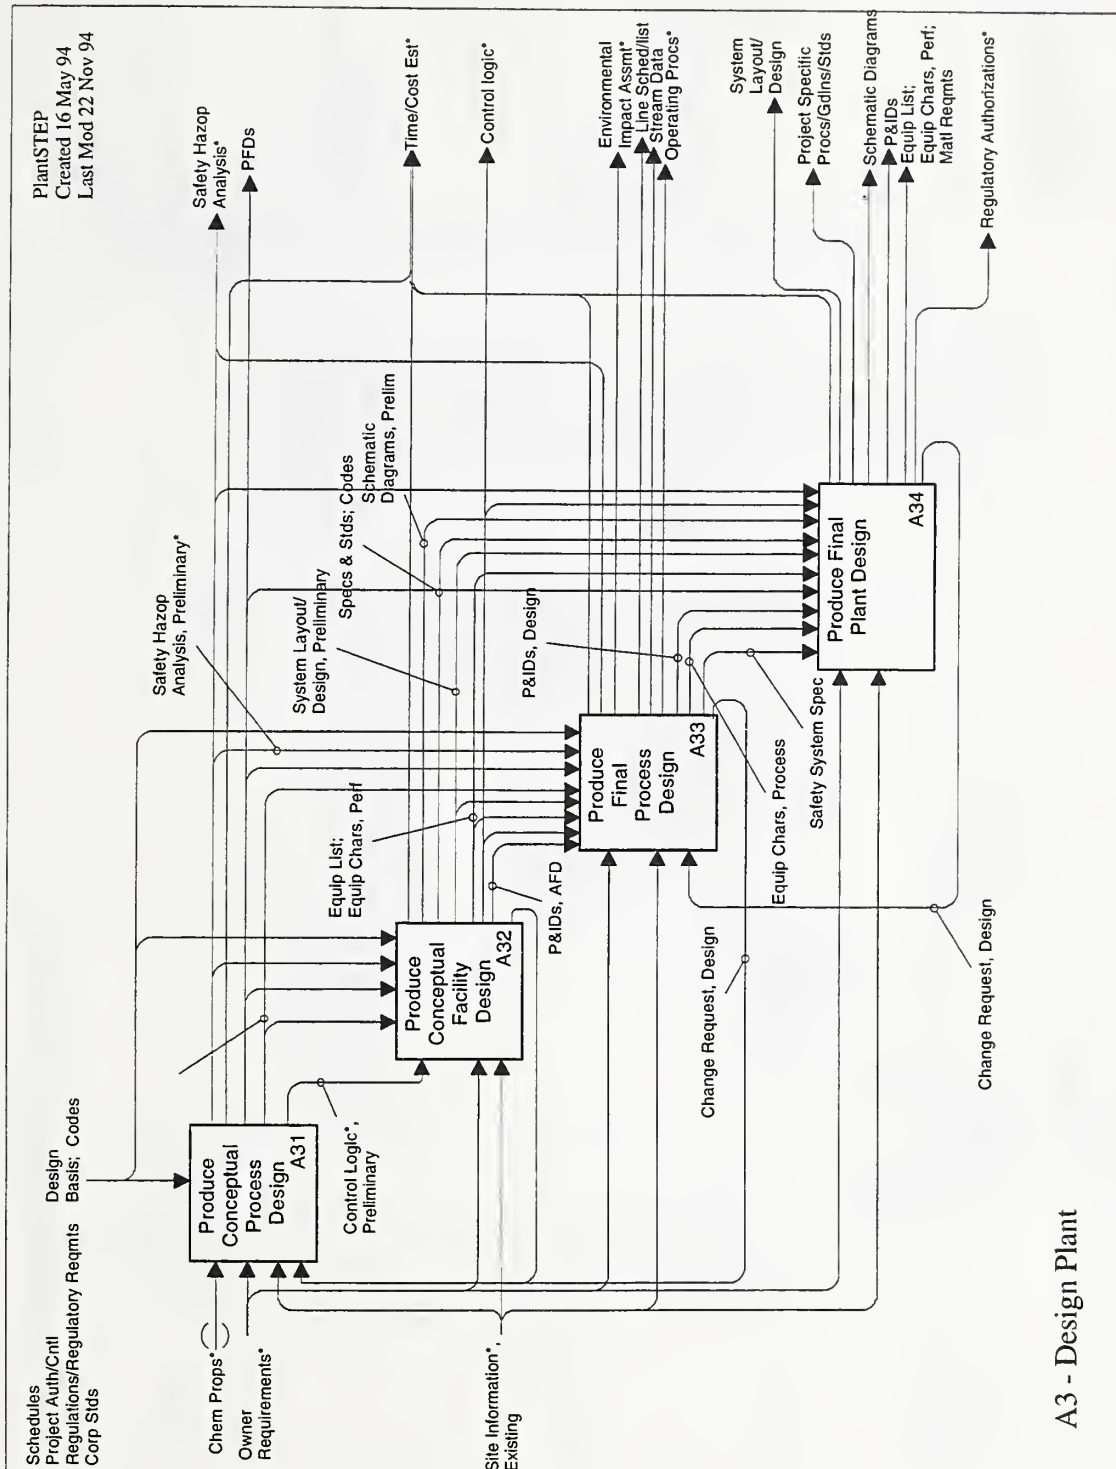 PlantSTEP
Created 16 May 94
Last Mod 22 Nov 94
Schedules
Project Auth/Cntl
Regulations/Regulatory Reqmts
Corp Stds
Design
Basis; Codes
Chem Props*
Owner
Requirements*
Site Information*,
Existing
Produce
Conceptual
Process
Design
A31
Control Logic*,
Preliminary
Produce
Conceptual
Facility
Design
A32
Equip List;
Equip Chars, Perf
P&IDs, AFD
Safety Hazop
Analysis, Preliminary*
System Layout/
Design, Preliminary
Specs & Stds; Codes
Schematic
Diagrams, Prelim
Produce
Final
Process
Design
A33
P&IDs, Design
Equip Chars, Process
Safety System Spec
Change Request, Design
Change Request, Design
Produce Final
Plant Design
A34
Safety Hazop
Analysis*
PFDs
Time/Cost Est*
Control logic*
Environmental
Impact Assmt*
Line Sched/list
Stream Data
Operating Procs*
System
Layout/
Design
Project Specific
Procs/Gdlns/Stds
Schematic Diagrams
P&IDs
Equip List;
Equip Chars, Perf;
Matl Reqmts
Regulatory Authorizations*
A3 - Design Plant